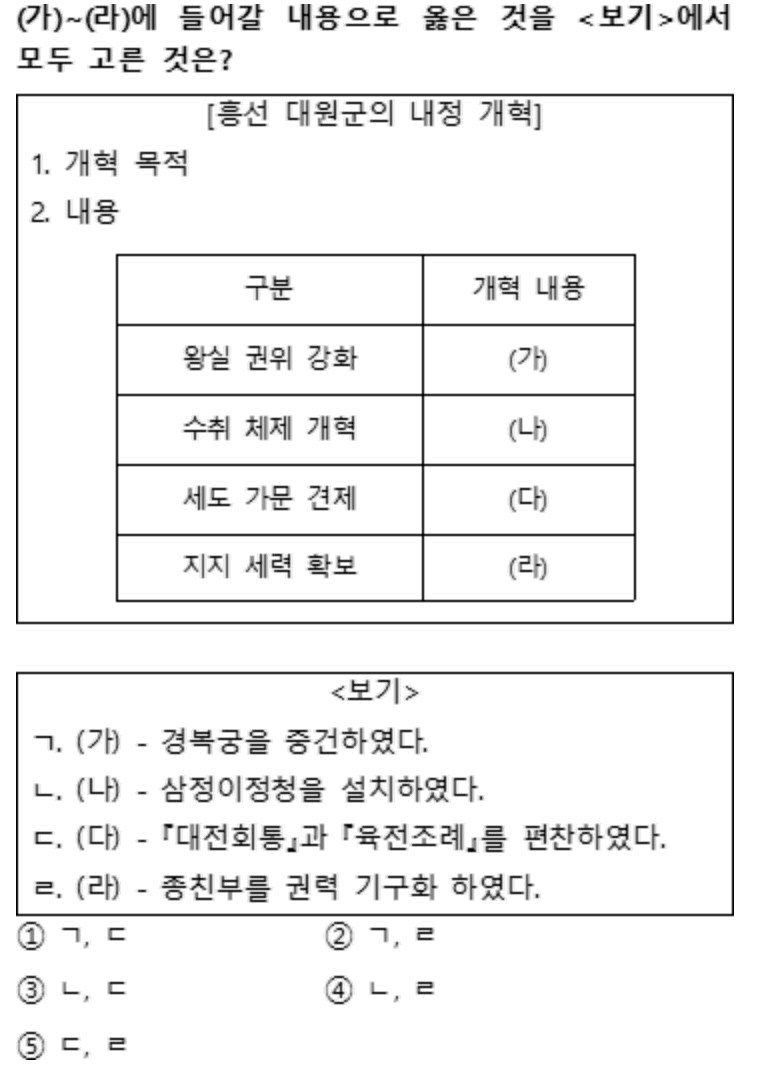 (가)~(라)에 들어갈 내용으로 옳은 것을 <보기>에서
모두 고른 것은?
[흥선 대원군의 내정 개혁]
1. 개혁 목적
2. 내용
구분 개혁 내용
왕실 권위 강화 (가)
수취 체제 개혁 (나)
세도 가문 견제 (다)
지지 세력 확보 (라)
<보기>
ㄱ. (가) - 경복궁을 중건하였다.
ㄴ. (나) - 삼정이정청을 설치하였다.
ㄷ. (다) - 『대전회통』과 『육전조례』를 편찬하였다.
ㄹ. (라) - 종친부를 권력 기구화 하였다.
① ㄱ, ㄷ ② ㄱ, ㄹ
③ ㄴ, ㄷ ④ ㄴ, ㄹ
⑤ ㄷ, ㄹ